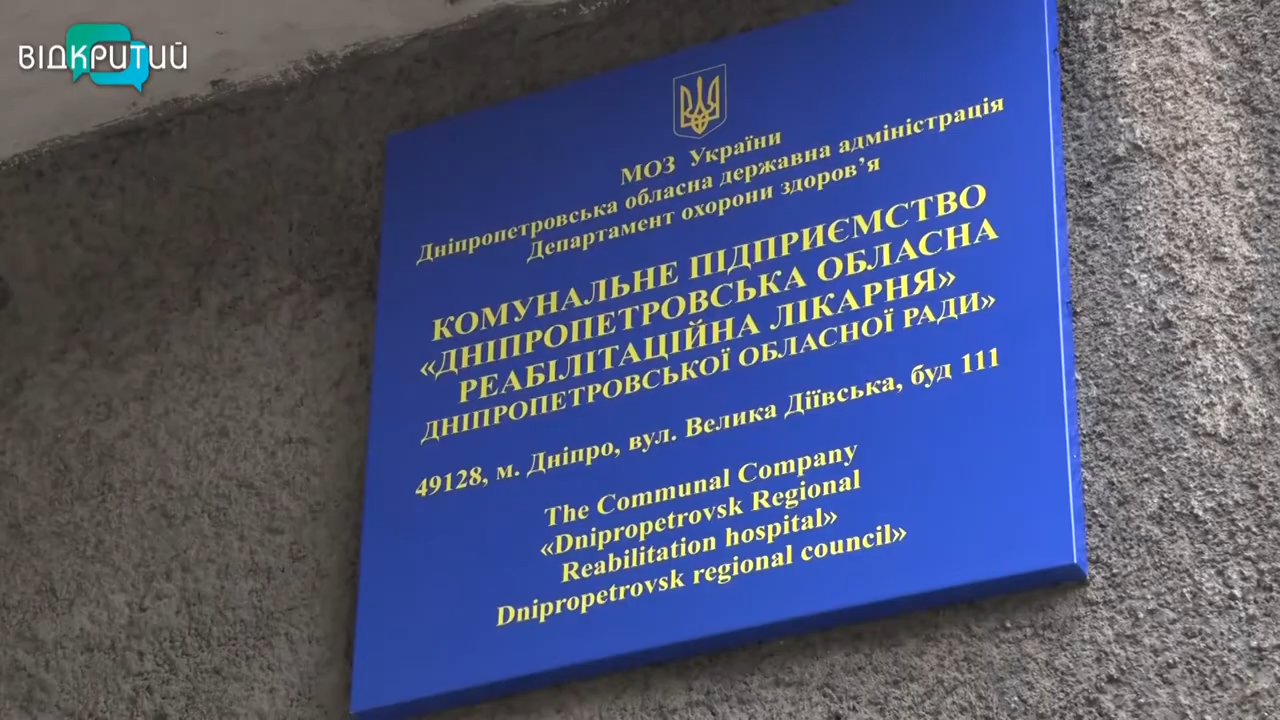 ВІДКРИТИЙ
МОЗ України
Дніпропетровська обласна державна адміністрація
Департамент охорони здоров’я
КОМУНАЛЬНЕ ПІДПРИЄМСТВО
«ДНІПРОПЕТРОВСЬКА ОБЛАСНА
РЕАБІЛІТАЦІЙНА ЛІКАРНЯ»
ДНІПРОПЕТРОВСЬКОЇ ОБЛАСНОЇ РАДИ»
49128, м. Дніпро, вул. Велика Діївська, буд 111
The Communal Company
«Dnipropetrovsk Regional
Reabilitation hospital»
Dnipropetrovsk regional council»